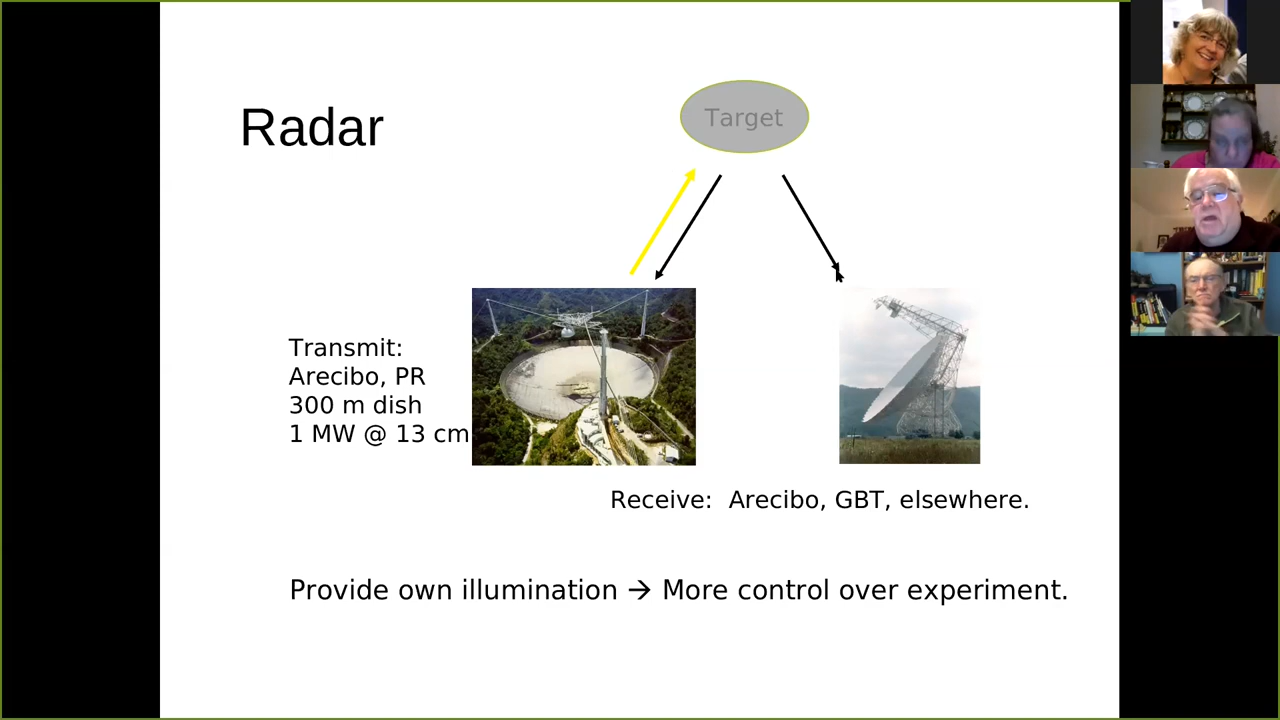 Radar
Target
Transmit:
Arecibo, PR
300 m dish
1 MW @ 13 cm
Receive:  Arecibo, GBT, elsewhere.
Provide own illumination → More control over experiment.